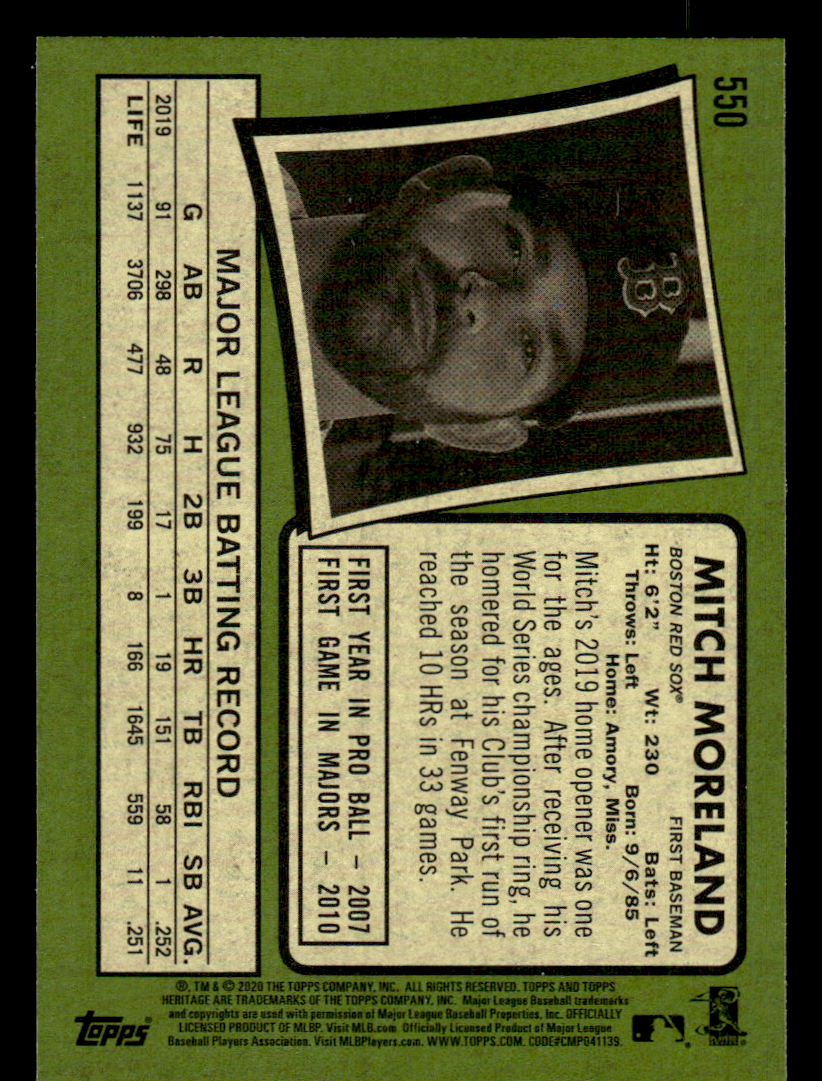 550
MITCH MORELAND
BOSTON RED SOX® FIRST BASEMAN
Ht: 6'2" Wt: 230 Bats: Left
Throws: Left Born: 9/6/85
Home: Amory, Miss.
Mitch's 2019 home opener was one
for the ages. After receiving his
World Series championship ring, he
homered for his Club's first run of
the season at Fenway Park. He
reached 10 HRs in 33 games.
FIRST YEAR IN PRO BALL – 2007
FIRST GAME IN MAJORS – 2010
MAJOR LEAGUE BATTING RECORD
G AB R H 2B 3B HR TB RBI SB AVG.
2019 91 298 48 75 17 1 19 151 58 1 .252
LIFE 1137 3706 477 932 199 8 166 1645 559 11 .251
®, TM & © 2020 THE TOPPS COMPANY, INC. ALL RIGHTS RESERVED. TOPPS AND TOPPS
HERITAGE ARE TRADEMARKS OF THE TOPPS COMPANY, INC. Major League Baseball trademarks
and copyrights are used with permission of Major League Baseball Properties, Inc. OFFICIALLY
LICENSED PRODUCT OF MLBP. Visit MLB.com Officially Licensed Product of Major League
Baseball Players Association. Visit MLBPlayers.com. WWW.TOPPS.COM. CODE#CMP041139.
topps
B